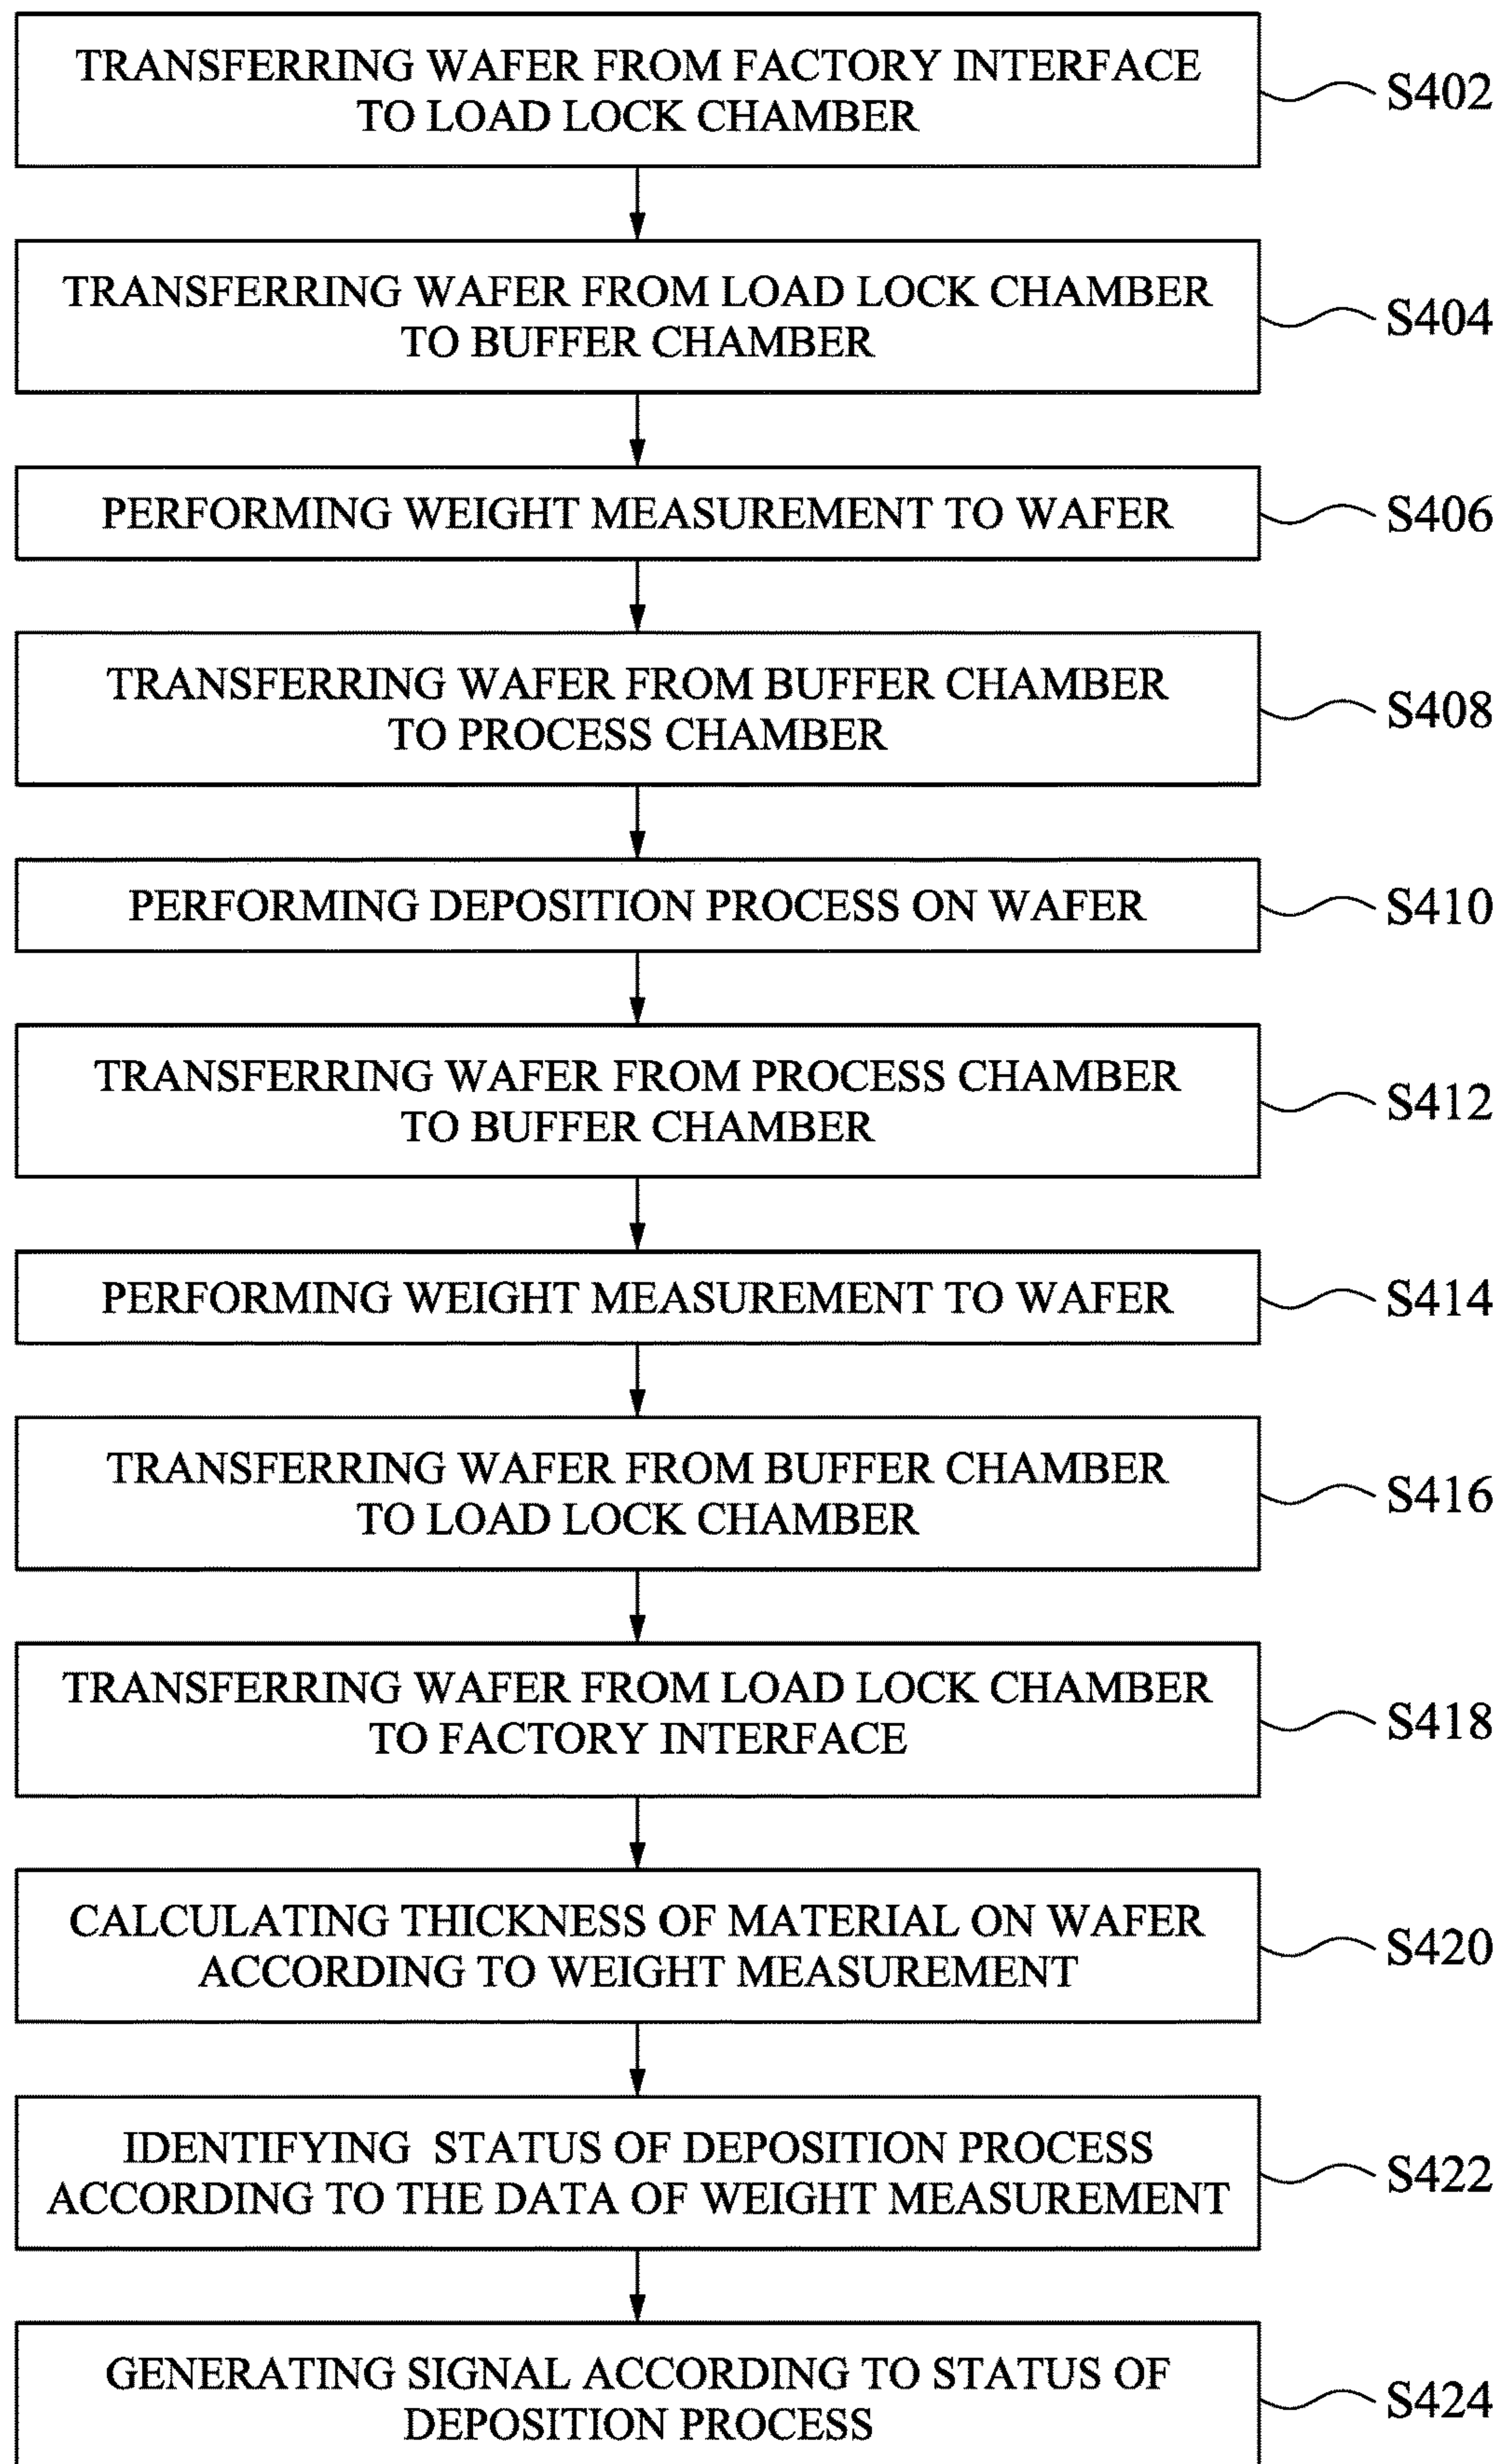 TRANSFERRING WAFER FROM FACTORY INTERFACE
TO LOAD LOCK CHAMBER
S402
TRANSFERRING WAFER FROM LOAD LOCK CHAMBER
TO BUFFER CHAMBER
S404
PERFORMING WEIGHT MEASUREMENT TO WAFER
S406
TRANSFERRING WAFER FROM BUFFER CHAMBER
TO PROCESS CHAMBER
S408
PERFORMING DEPOSITION PROCESS ON WAFER
S410
TRANSFERRING WAFER FROM PROCESS CHAMBER
TO BUFFER CHAMBER
S412
PERFORMING WEIGHT MEASUREMENT TO WAFER
S414
TRANSFERRING WAFER FROM BUFFER CHAMBER
TO LOAD LOCK CHAMBER
S416
TRANSFERRING WAFER FROM LOAD LOCK CHAMBER
TO FACTORY INTERFACE
S418
CALCULATING THICKNESS OF MATERIAL ON WAFER
ACCORDING TO WEIGHT MEASUREMENT
S420
IDENTIFYING STATUS OF DEPOSITION PROCESS
ACCORDING TO THE DATA OF WEIGHT MEASUREMENT
S422
GENERATING SIGNAL ACCORDING TO STATUS OF
DEPOSITION PROCESS
S424